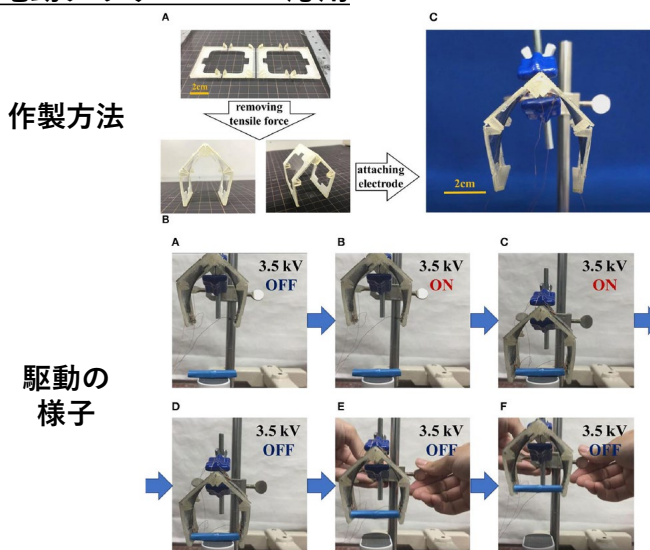 A
C
作製方法
2cm
removing
tensile force
attaching
electrode
2cm
B
A
3.5 kV
OFF
B
3.5 kV
ON
C
3.5 kV
ON
駆動の
様子
D
3.5 kV
OFF
E
3.5 kV
OFF
F
3.5 kV
OFF